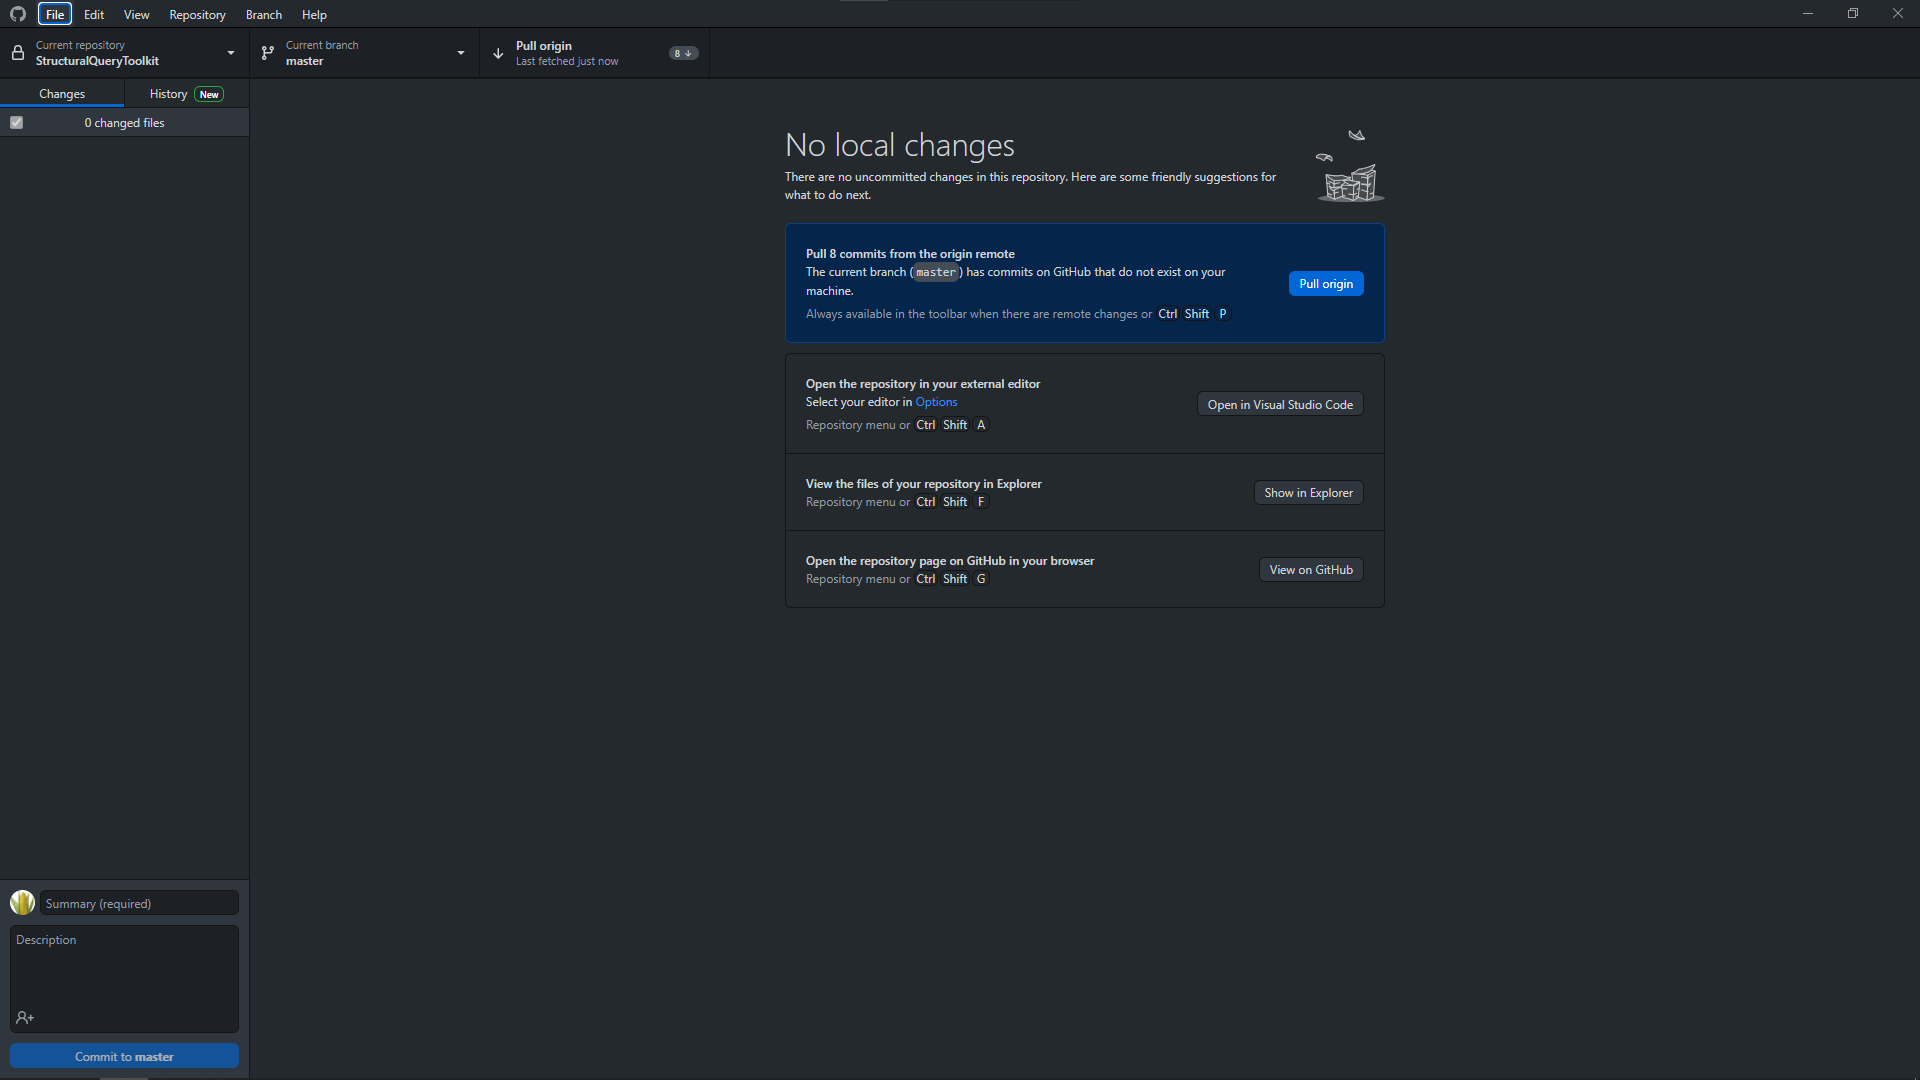 File Edit View Repository Branch Help
Current repository
StructuralQueryToolkit
Current branch
master
Pull origin
Last fetched just now
8
Changes
History New
0 changed files
No local changes
There are no uncommitted changes in this repository. Here are some friendly suggestions for
what to do next.
Pull 8 commits from the origin remote
The current branch (master) has commits on GitHub that do not exist on your
machine.
Always available in the toolbar when there are remote changes or Ctrl Shift P
Pull origin
Open the repository in your external editor
Select your editor in Options
Repository menu or Ctrl Shift A
Open in Visual Studio Code
View the files of your repository in Explorer
Repository menu or Ctrl Shift F
Show in Explorer
Open the repository page on GitHub in your browser
Repository menu or Ctrl Shift G
View on GitHub
Summary (required)
Description
Commit to master